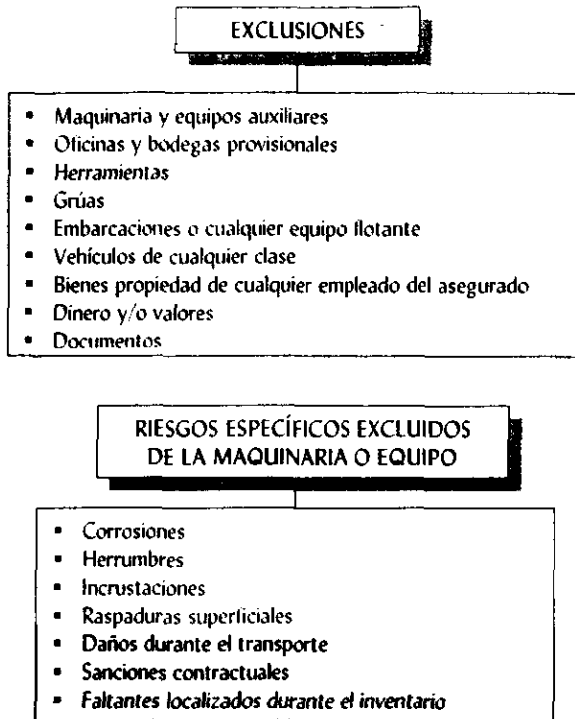 EXCLUSIONES
▪ Maquinaria y equipos auxiliares
▪ Oficinas y bodegas provisionales
▪ Herramientas
▪ Grúas
▪ Embarcaciones o cualquier equipo flotante
▪ Vehículos de cualquier clase
▪ Bienes propiedad de cualquier empleado del asegurado
▪ Dinero y/o valores
▪ Documentos
RIESGOS ESPECÍFICOS EXCLUIDOS
DE LA MAQUINARIA O EQUIPO
▪ Corrosiones
▪ Herrumbres
▪ Incrustaciones
▪ Raspaduras superficiales
▪ Daños durante el transporte
▪ Sanciones contractuales
▪ Faltantes localizados durante el inventario